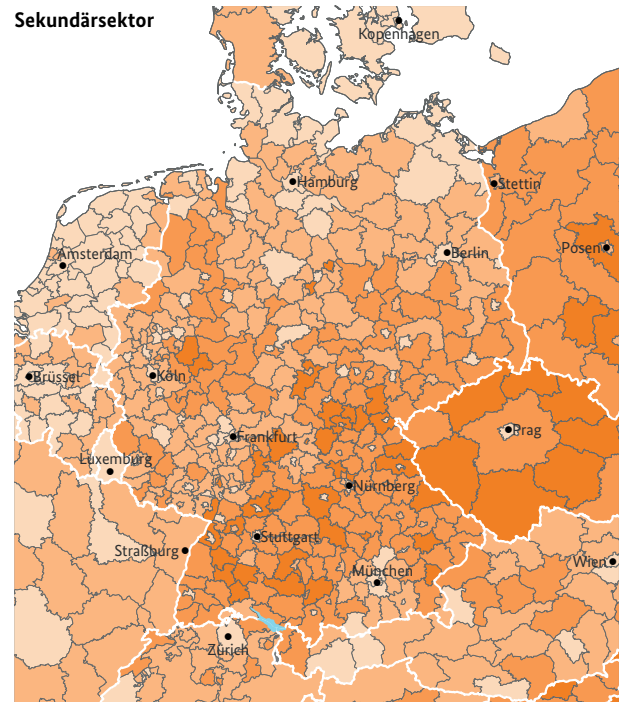 Sekundärsektor
Kopenhagen
Hamburg
Stettin
Amsterdam
Berlin
Posen
Brüssel
Köln
Prag
Frankfurt
Luxemburg
Nürnberg
Stuttgart
Straßburg
Wien
München
Zürich